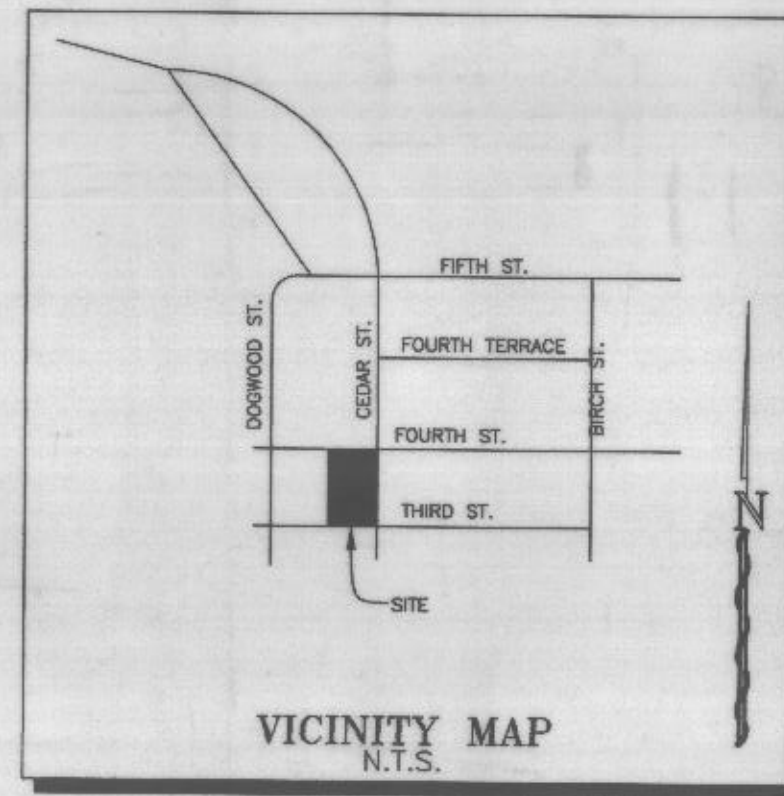 FIFTH ST.
DOGWOOD ST.
CEDAR ST.
FOURTH TERRACE
BIRCH ST.
FOURTH ST.
N
THIRD ST.
SITE
VICINITY MAP
N.T.S.